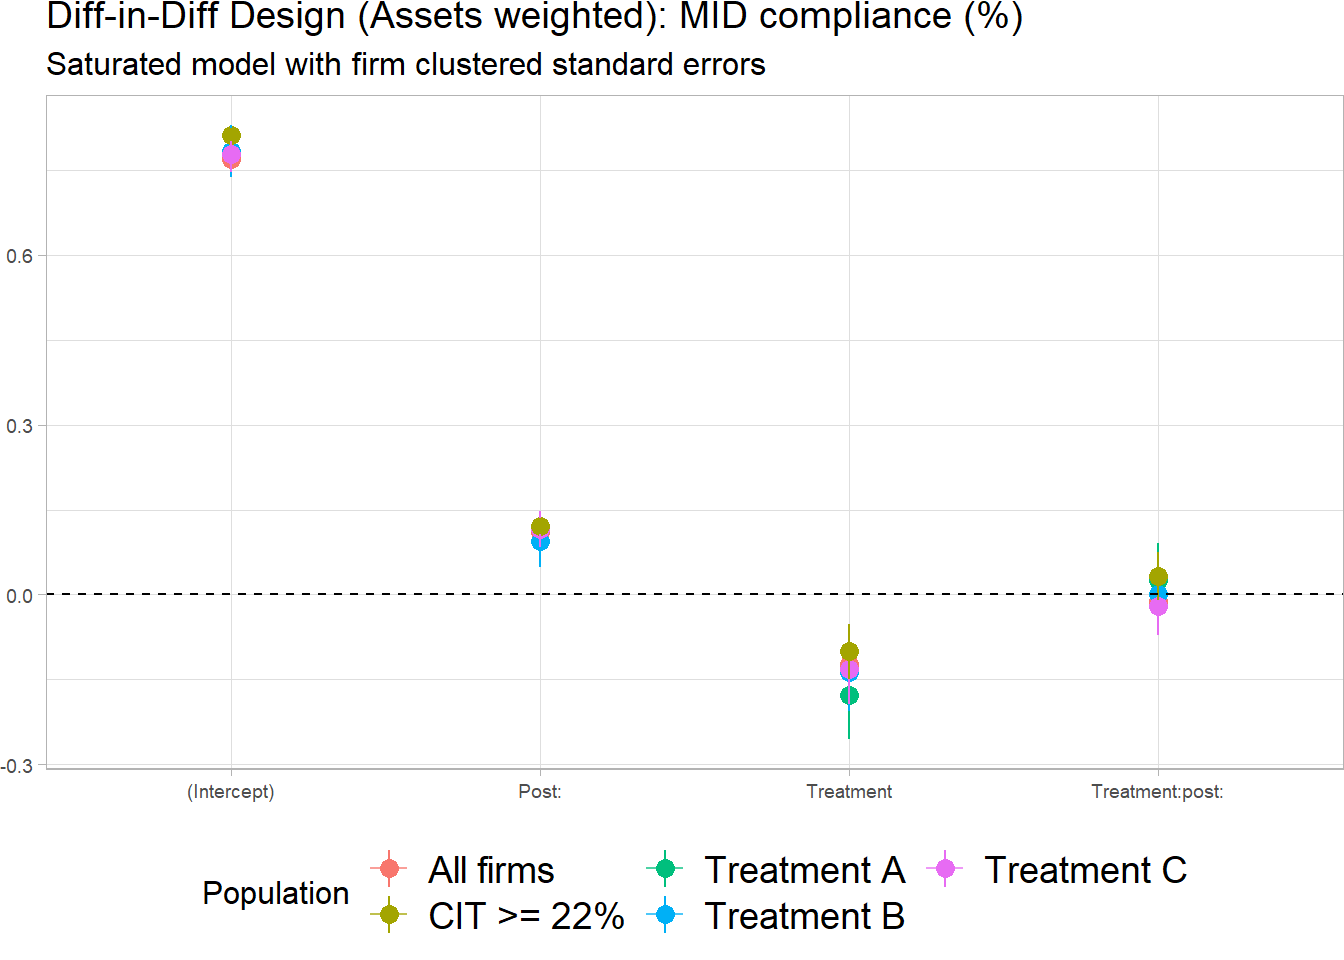 Diff-in-Diff Design (Assets weighted): MID compliance (%)
Saturated model with firm clustered standard errors
0.6
0.3
0.0
-0.3
(Intercept) Post: Treatment Treatment:post:
Population
All firms Treatment A Treatment C
CIT >= 22% Treatment B